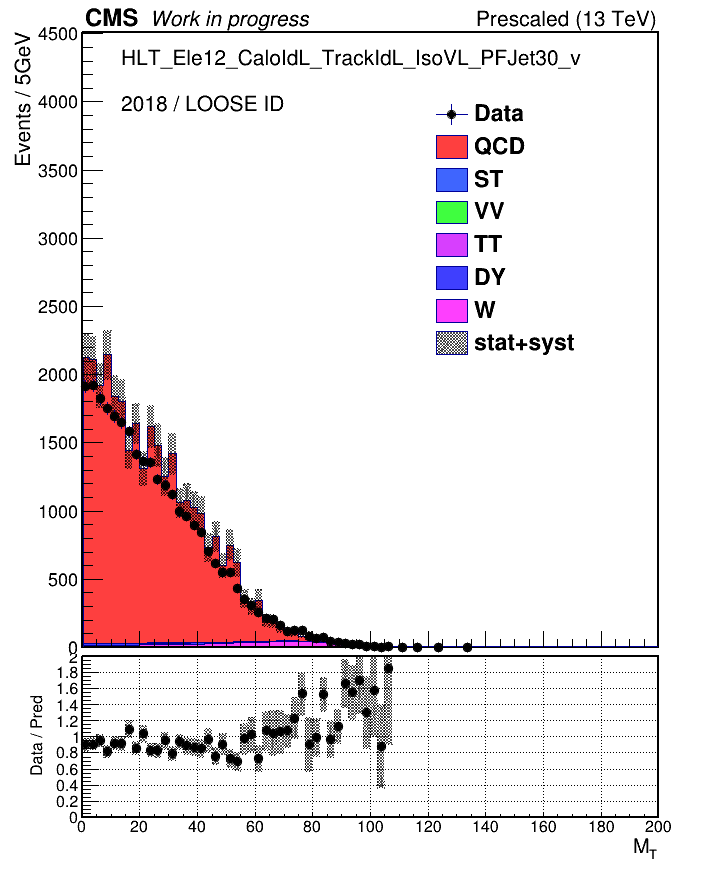 CMS Work in progress Prescaled (13 TeV)
Events / 5GeV
4500
4000
3500
3000
2500
2000
1500
1000
500
0
HLT_Ele12_CaloIdL_TrackIdL_IsoVL_PFJet30_v
2018 / LOOSE ID
Data
QCD
ST
VV
TT
DY
W
stat+syst
Data / Pred
2
1.8
1.6
1.4
1.2
1
0.8
0.6
0.4
0.2
0
0 20 40 60 80 100 120 140 160 180 200
M_T